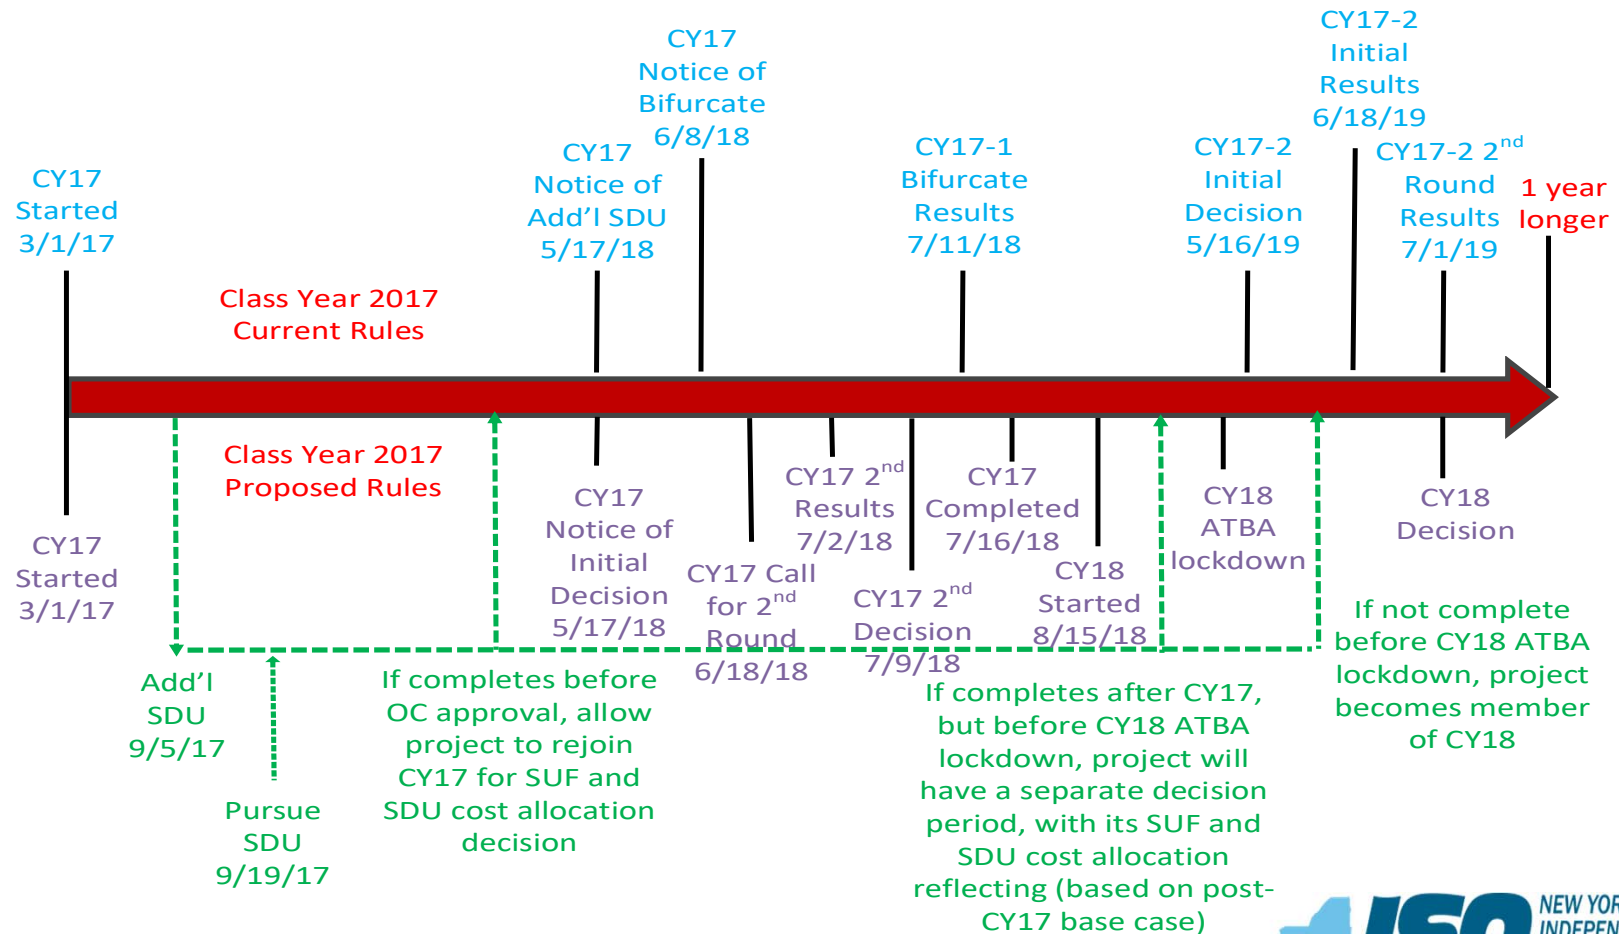 CY17
Started
3/1/17
CY17
Notice of
Add'l SDU
5/17/18
CY17
Notice of
Bifurcate
6/8/18
CY17-1
Bifurcate
Results
7/11/18
CY17-2
Initial
Decision
5/16/19
CY17-2
Initial
Results
6/18/19
CY17-2 2nd
Round
Results
7/1/19
1 year
longer
Class Year 2017
Current Rules
Class Year 2017
Proposed Rules
CY17
Started
3/1/17
CY17
Notice of
Initial
Decision
5/17/18
CY17 Call
for 2nd
Round
6/18/18
CY17 2nd
Results
7/2/18
CY17 2nd
Decision
7/9/18
CY17
Completed
7/16/18
CY18
Started
8/15/18
CY18
ATBA
lockdown
CY18
Decision
Add'l
SDU
9/5/17
Pursue
SDU
9/19/17
If completes before
OC approval, allow
project to rejoin
CY17 for SUF and
SDU cost allocation
decision
If completes after CY17,
but before CY18 ATBA
lockdown, project will
have a separate decision
period, with its SUF and
SDU cost allocation
reflecting (based on post-
CY17 base case)
If not complete
before CY18 ATBA
lockdown, project
becomes member
of CY18
ISO
NEW YOR
INDEPEN